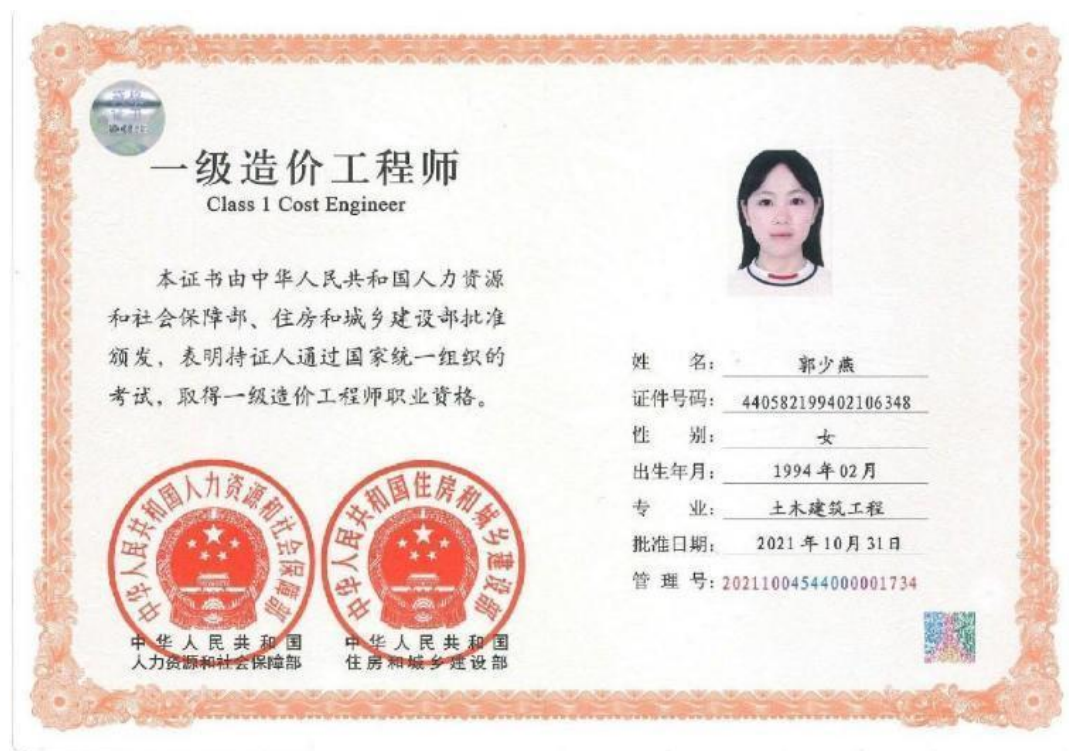 一级造价工程师
Class 1 Cost Engineer
本证书由中华人民共和国人力资源
和社会保障部、住房和城乡建设部批准
颁发,表明持证人通过国家统一组织的
考试,取得一级造价工程师职业资格。
中华人民共和国人力资源和社会保障部
中华人民共和国
人力资源和社会保障部
中华人民共和国住房和城乡建设部
中华人民共和国
住房和城乡建设部
姓 名: 郭少燕
证件号码: 440582199402106348
性 别: 女
出生年月: 1994年02月
专 业: 土木建筑工程
批准日期: 2021年10月31日
管 理 号: 20211004544000001734